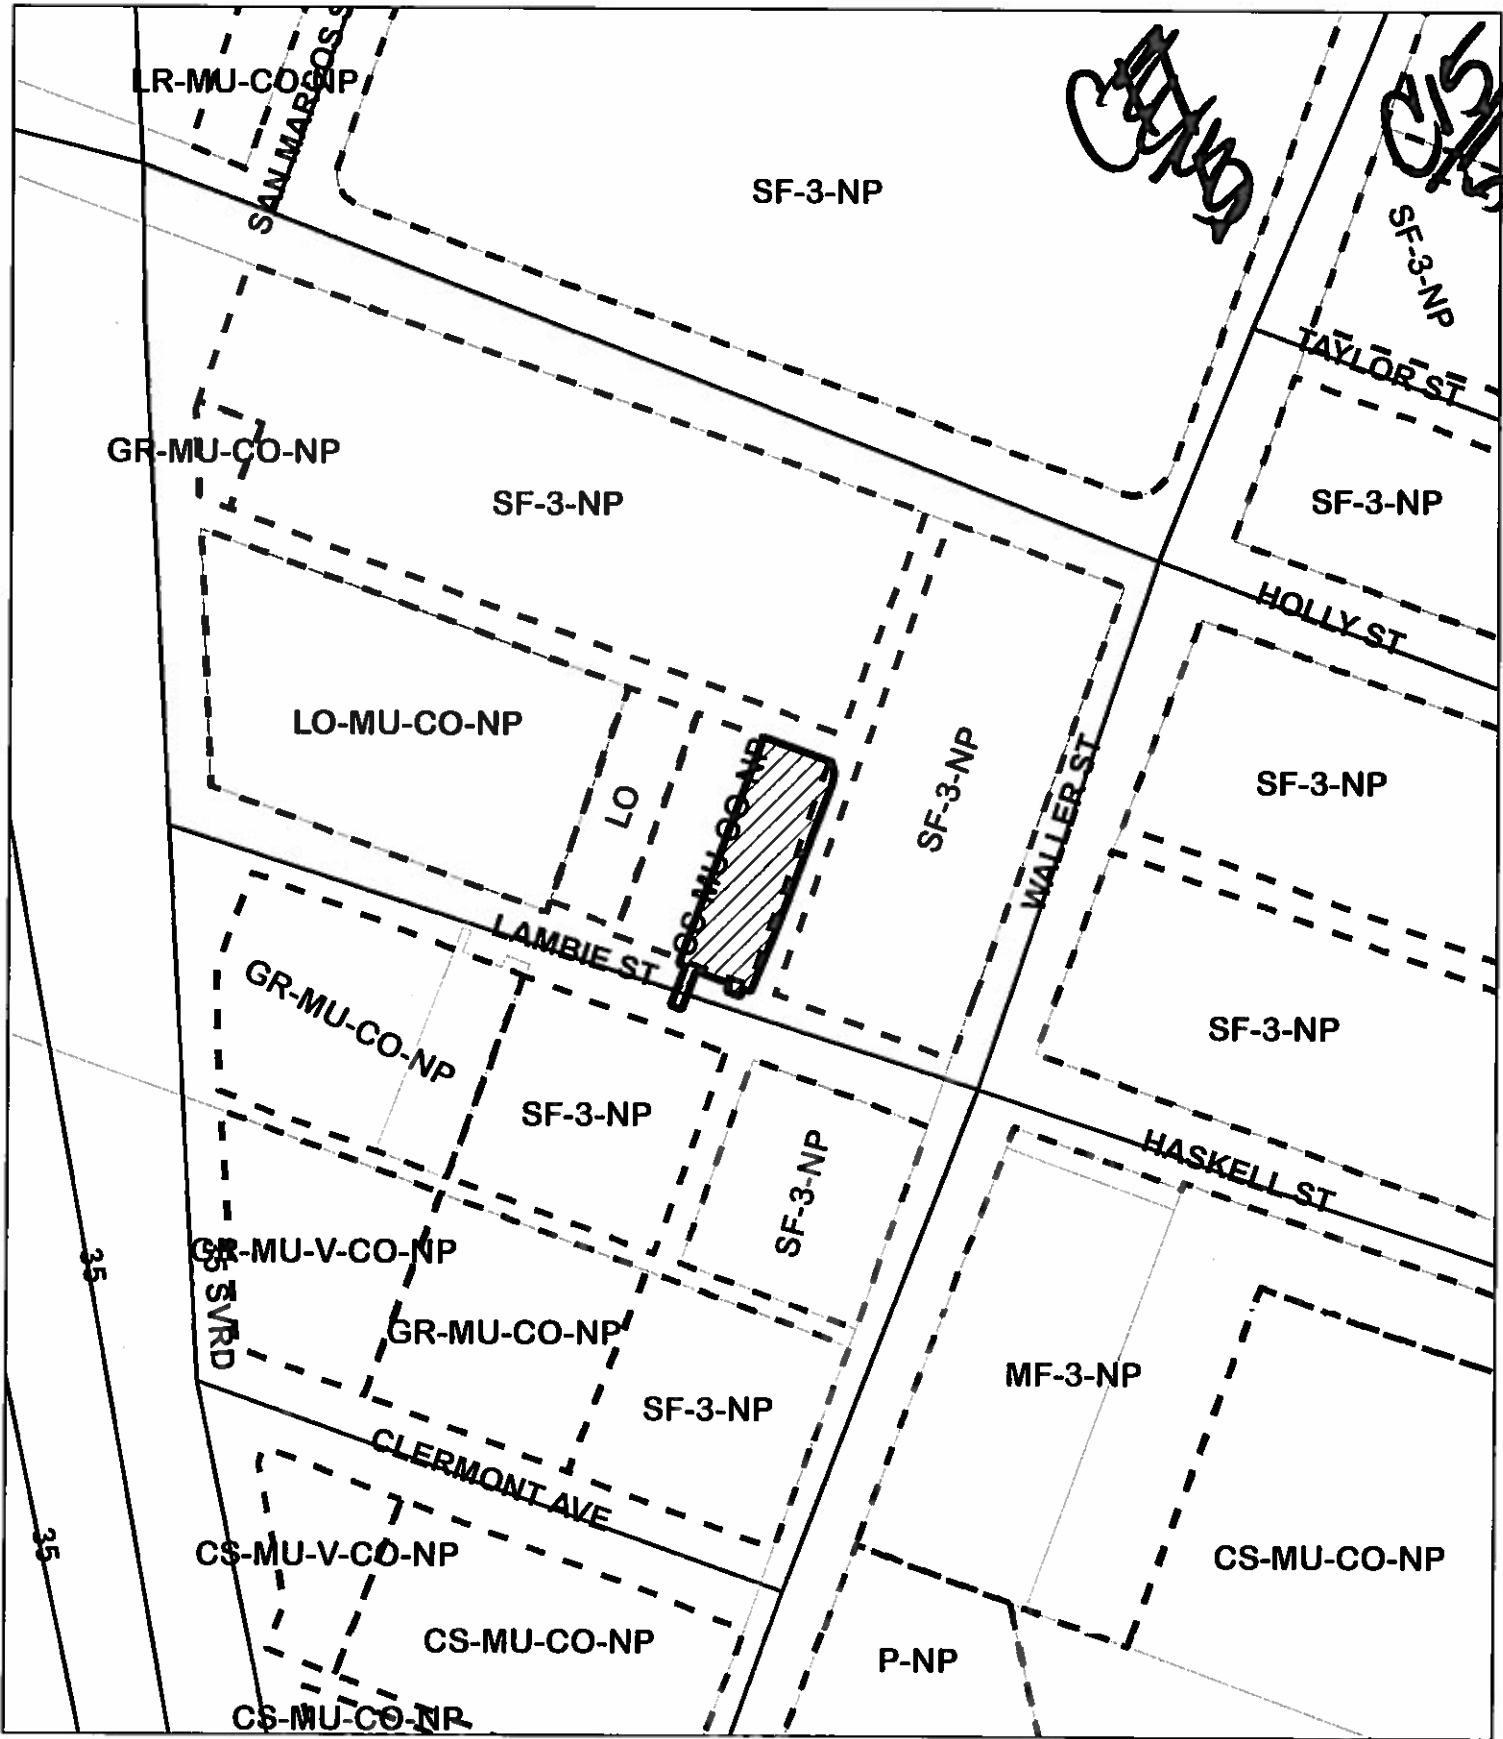 LR-MU-CO-NP
SAN MARCOS S
SF-3-NP
SF-3-NP
TAYLOR ST
GR-MU-CO-NP
SF-3-NP
SF-3-NP
HOLLY ST
LO-MU-CO-NP
LO
CS-MU-CO-NP
SF-3-NP
WALLER ST
SF-3-NP
LAMBIE ST
GR-MU-CO-NP
SF-3-NP
SF-3-NP
SF-3-NP
HASKELL ST
35
35 SVRD
GR-MU-V-CO-NP
GR-MU-CO-NP
SF-3-NP
MF-3-NP
CLERMONT AVE
35
CS-MU-V-CO-NP
CS-MU-CO-NP
CS-MU-CO-NP
P-NP
CS-MU-CO-NP